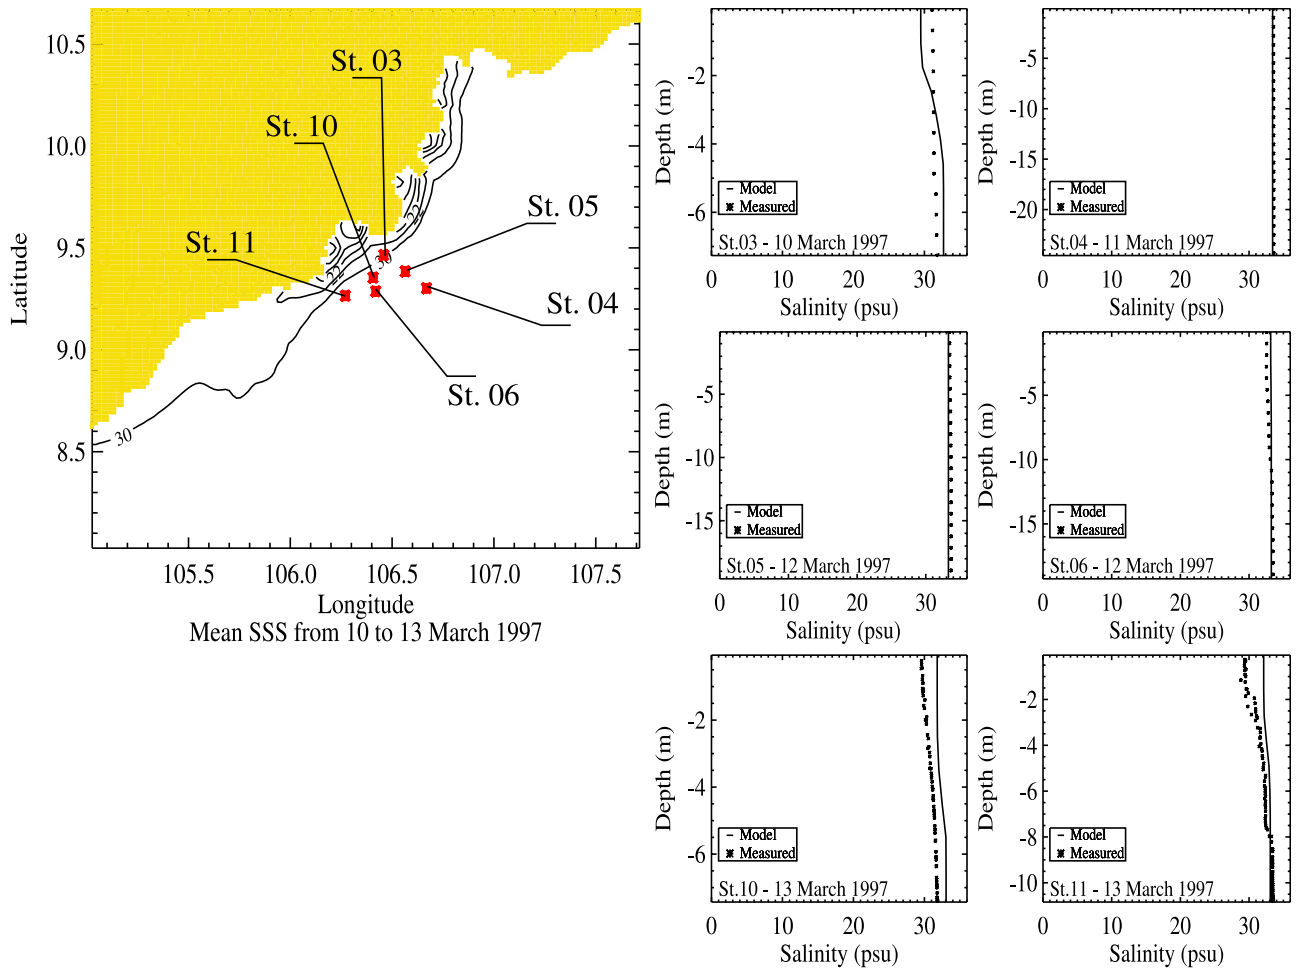 10.5
10.0
9.5
9.0
8.5
Latitude
St. 03
St. 10
St. 11
St. 05
St. 04
St. 06
22
22
30
30
105.5 106.0 106.5 107.0 107.5
Longitude
Mean SSS from 10 to 13 March 1997
-2
-4
-6
Depth (m)
Model
Measured
St.03 - 10 March 1997
0 10 20 30
Salinity (psu)
-5
-10
-15
-20
Depth (m)
Model
Measured
St.04 - 11 March 1997
0 10 20 30
Salinity (psu)
-5
-10
-15
Depth (m)
Model
Measured
St.05 - 12 March 1997
0 10 20 30
Salinity (psu)
-5
-10
-15
Depth (m)
Model
Measured
St.06 - 12 March 1997
0 10 20 30
Salinity (psu)
-2
-4
-6
Depth (m)
Model
Measured
St.10 - 13 March 1997
0 10 20 30
Salinity (psu)
-2
-4
-6
-8
-10
Depth (m)
Model
Measured
St.11 - 13 March 1997
0 10 20 30
Salinity (psu)